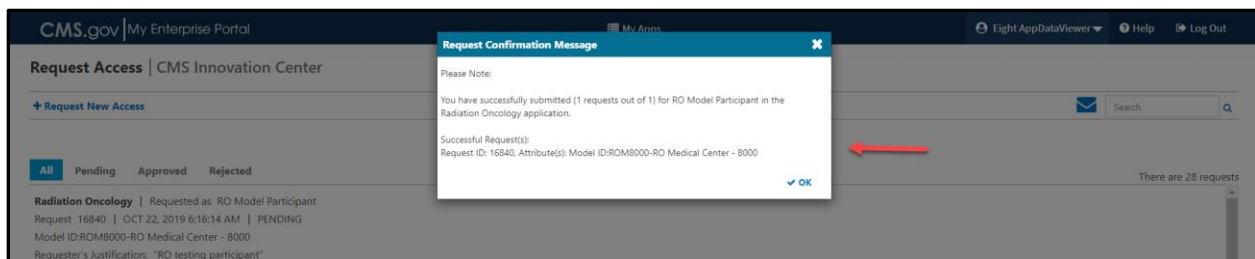 CMS.gov My Enterprise Portal
My Apps
Eight AppDataViewer
Help
Log Out
Request Access | CMS Innovation Center
+ Request New Access
Search
Request Confirmation Message
Please Note:
You have successfully submitted (1 requests out of 1) for RO Model Participant in the
Radiation Oncology application.
Successful Request(s):
Request ID: 16840, Attribute(s): Model ID:ROM8000-RO Medical Center - 8000
OK
All Pending Approved Rejected
There are 28 requests
Radiation Oncology | Requested as RO Model Participant
Request 16840 | OCT 22, 2019 6:16:14 AM | PENDING
Model ID:ROM8000-RO Medical Center - 8000
Requester's Justification: "RO testing participant"